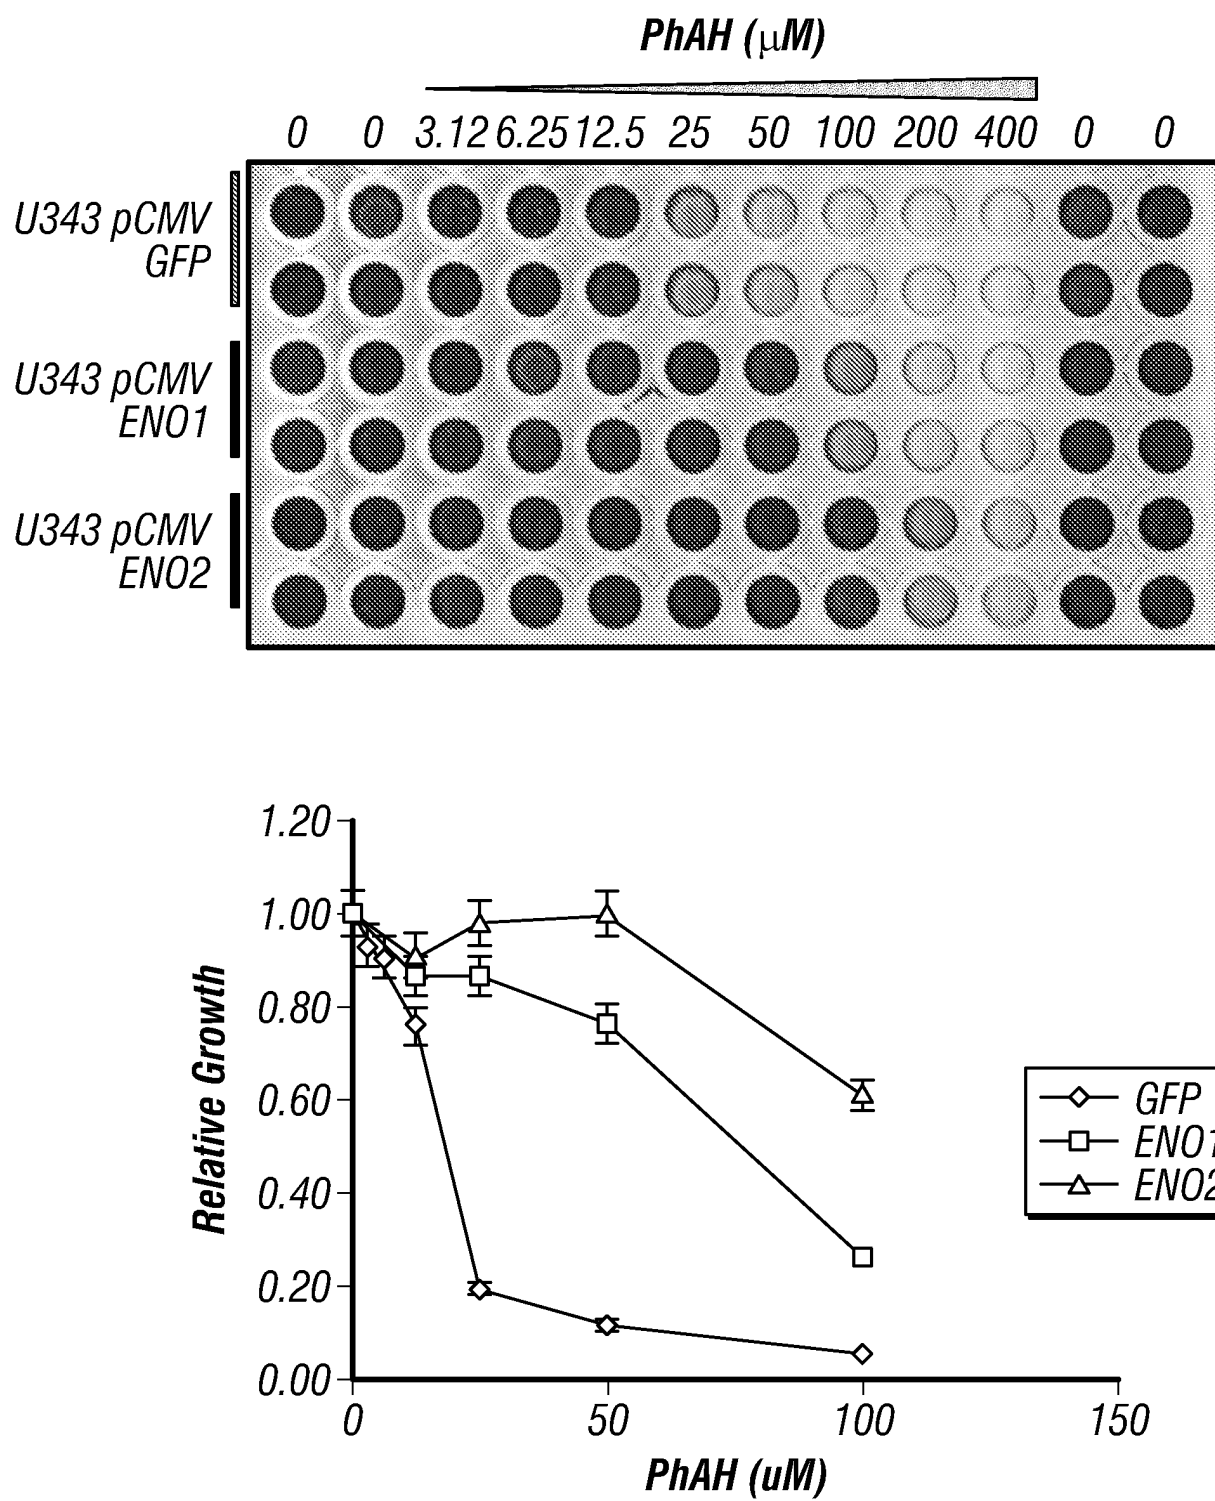 PhAH (μM)
0 0 3.12 6.25 12.5 25 50 100 200 400 0 0
U343 pCMV
GFP
U343 pCMV
ENO1
U343 pCMV
ENO2
1.20
1.00
0.80
0.60
0.40
0.20
0.00
Relative Growth
0 50 100 150
PhAH (uM)
GFP
ENO1
ENO2